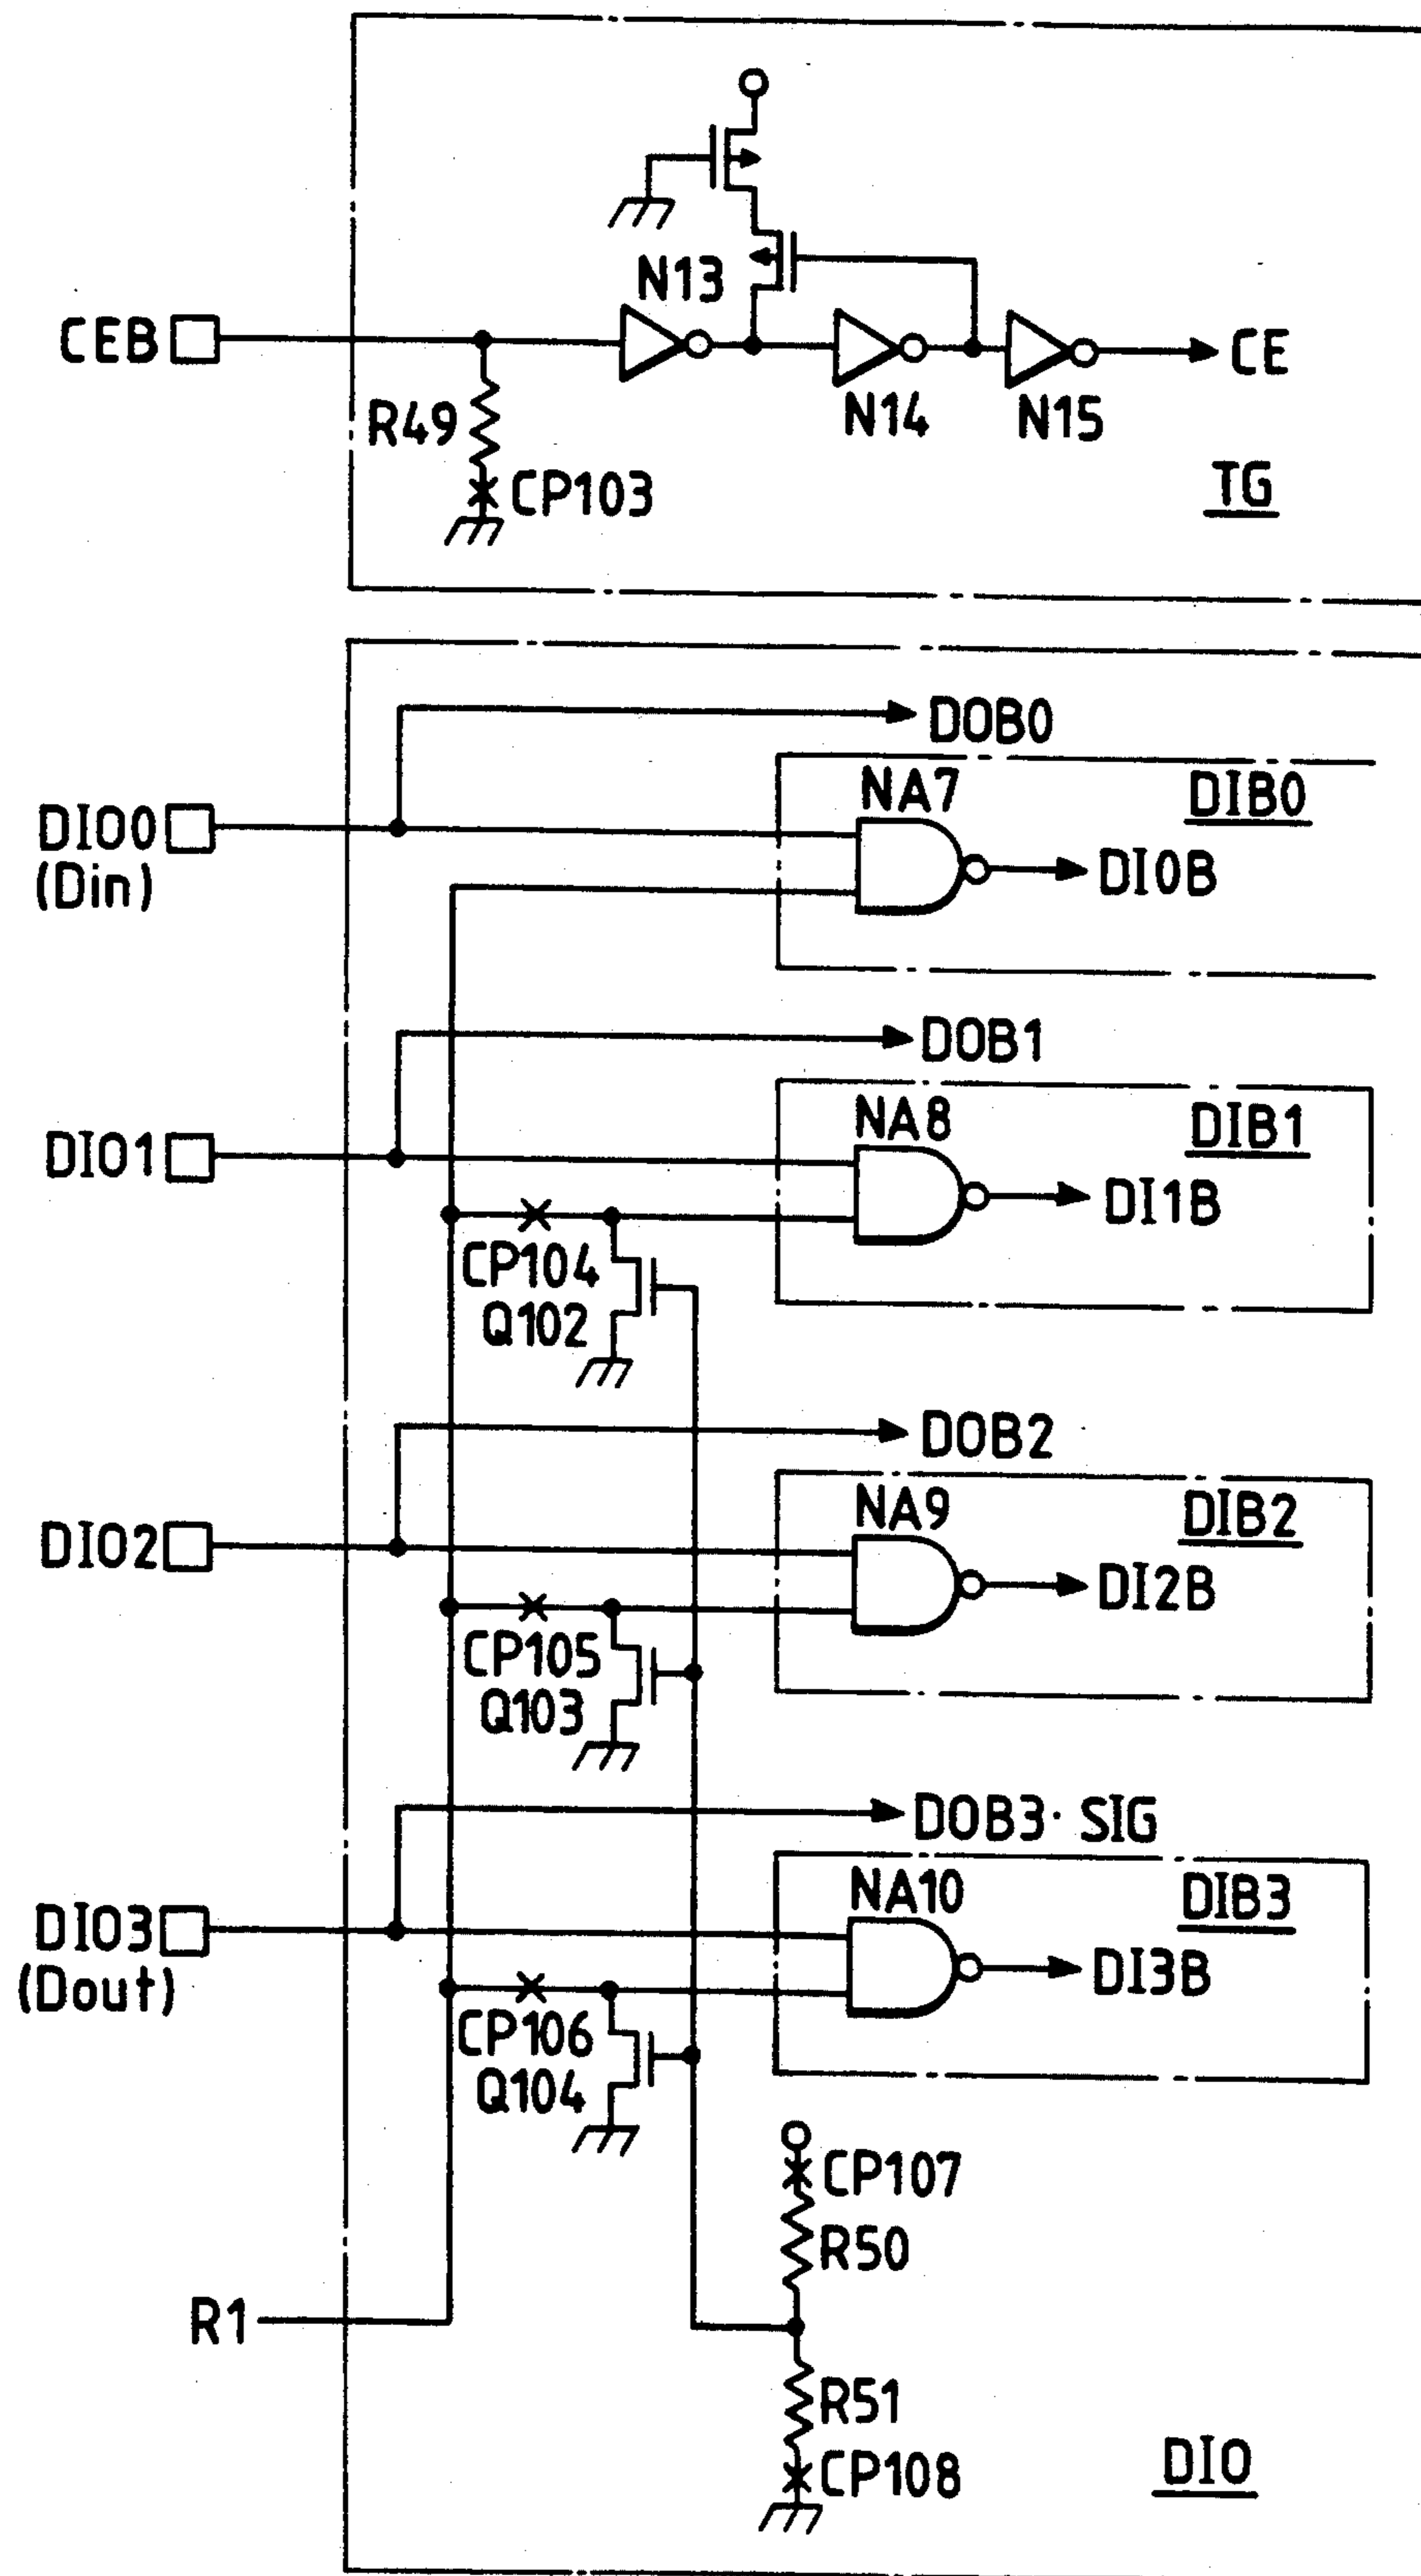 N13
CEB
CE
R49
N14
N15
CP103
TG
DOB0
NA7
DIB0
DIO0
(Din)
DI0B
DOB1
NA8
DIB1
DIO1
DI1B
CP104
Q102
DOB2
NA9
DIB2
DIO2
DI2B
CP105
Q103
DOB3· SIG
NA10
DIB3
DIO3
(Dout)
DI3B
CP106
Q104
CP107
R50
R1
R51
CP108
DIO